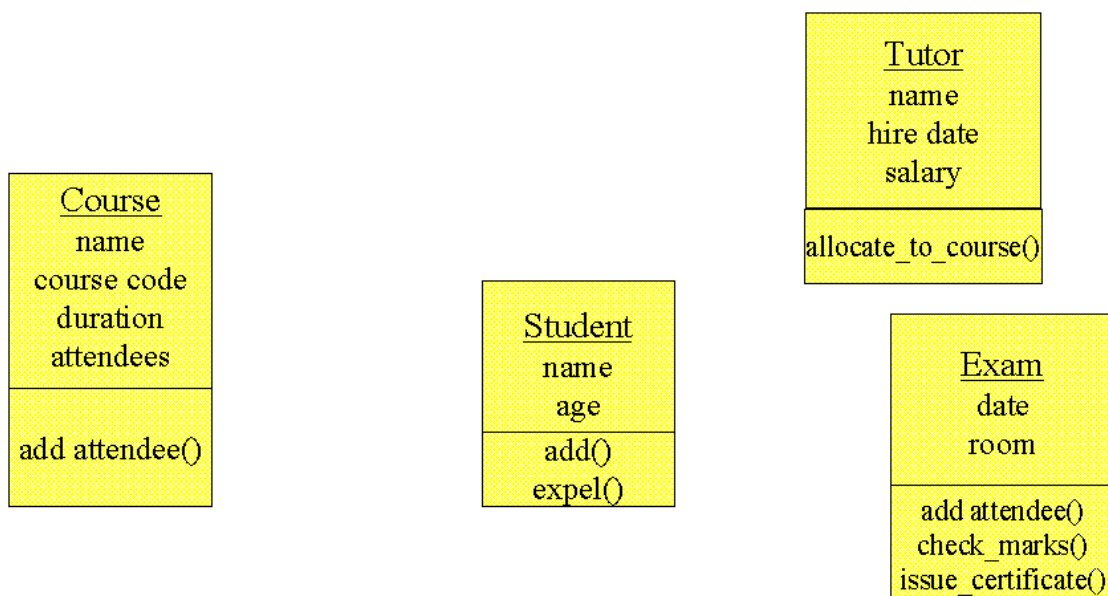 Course
name
course code
duration
attendees
add attendee()
Student
name
age
add()
expel()
Tutor
name
hire date
salary
allocate_to_course()
Exam
date
room
add attendee()
check_marks()
issue_certificate()